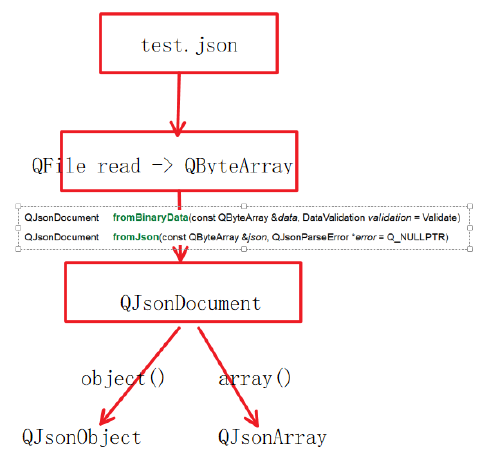 test.json
QFile read -> QByteArray
QJsonDocument fromBinaryData(const QByteArray &data, DataValidation validation = Validate)
QJsonDocument fromJson(const QByteArray &json, QJsonParseError *error = Q_NULLPTR)
QJsonDocument
object() array()
QJsonObject QJsonArray